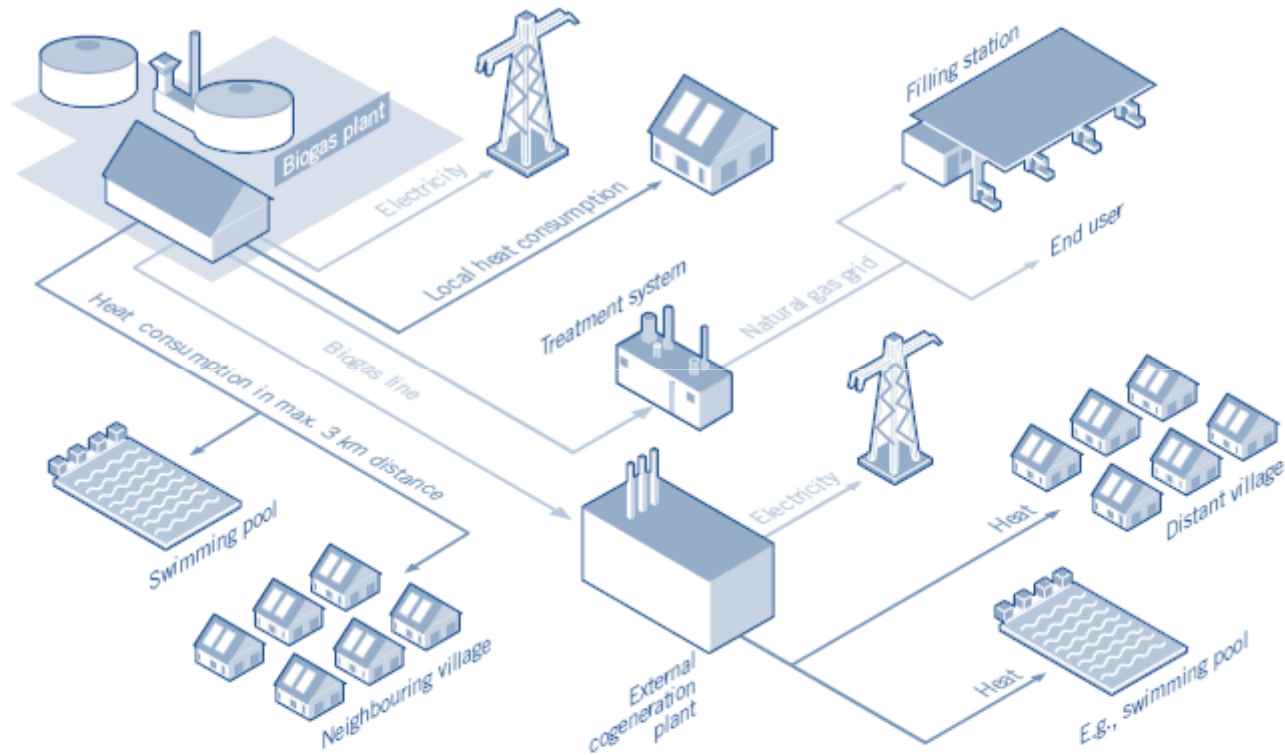 Biogas plant
Electricity
Local heat consumption
Filling station
End user
Natural gas grid
Treatment system
Biogas line
Heat consumption in max. 3 km distance
Swimming pool
Neighbouring village
External
cogeneration
plant
Electricity
Heat
Distant village
Heat
E.g., swimming pool